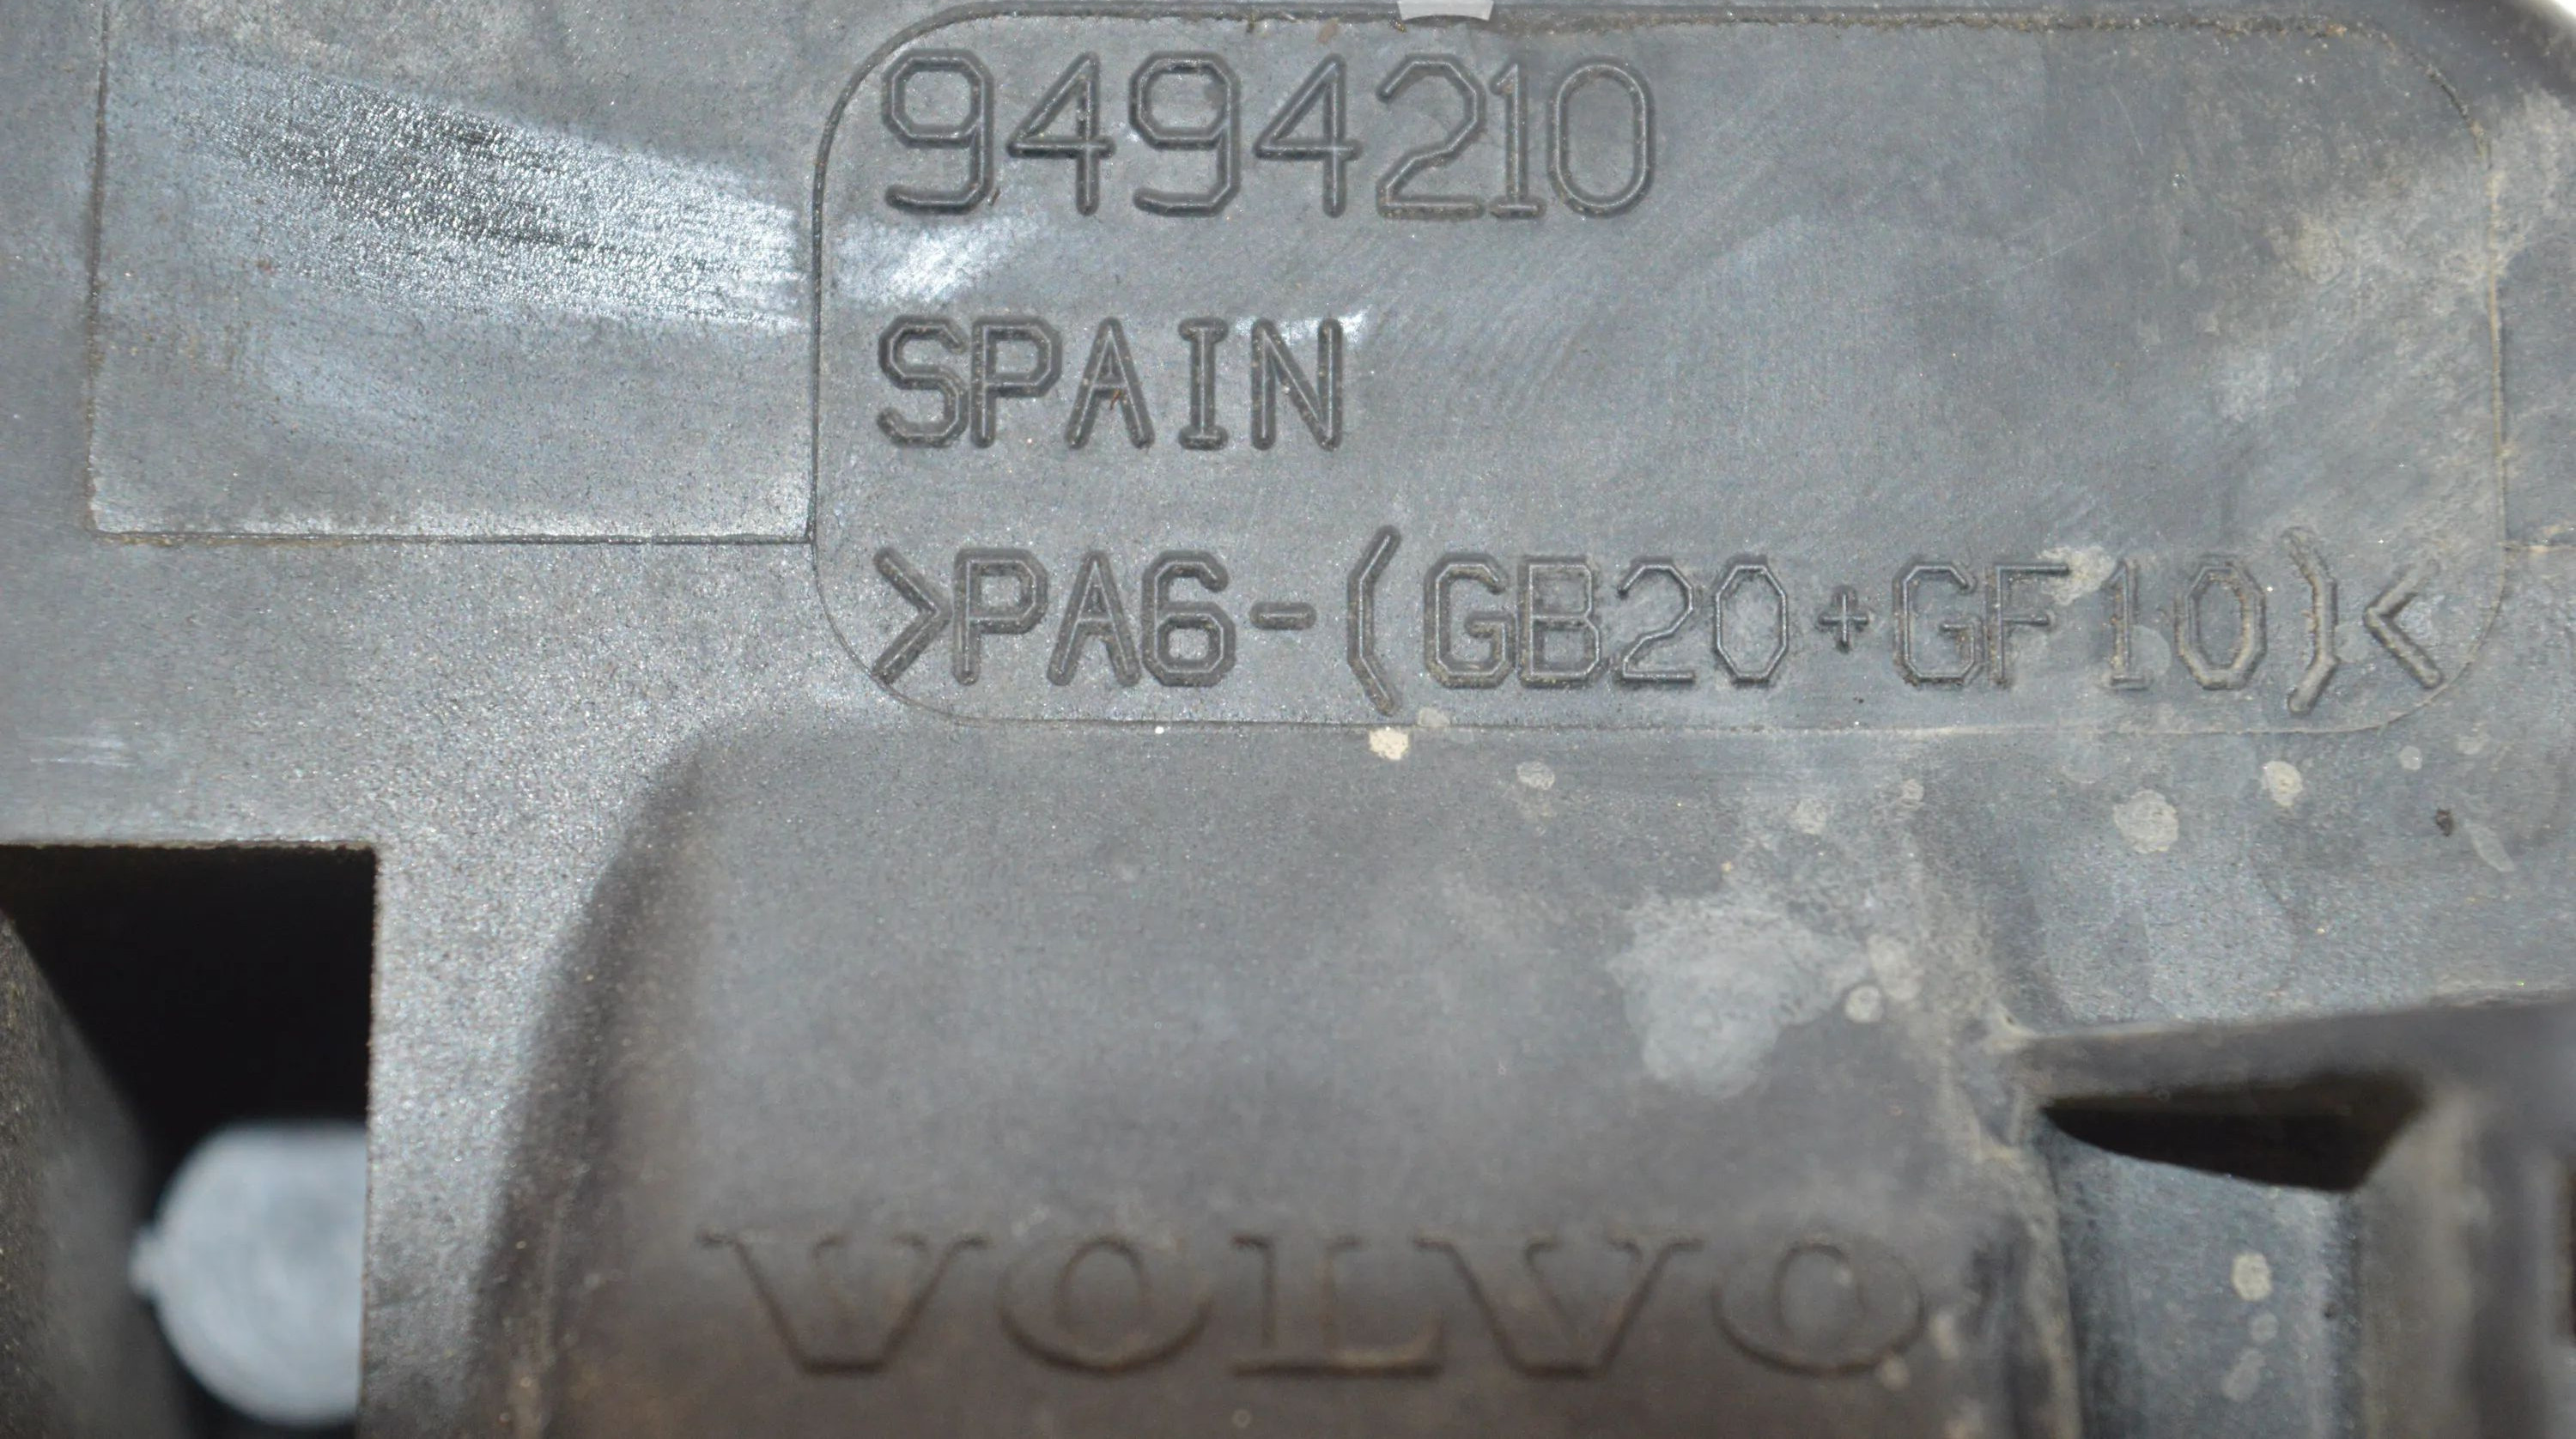 9494210
SPAIN
>PA6-(GB20+GF10)<
VOLVO